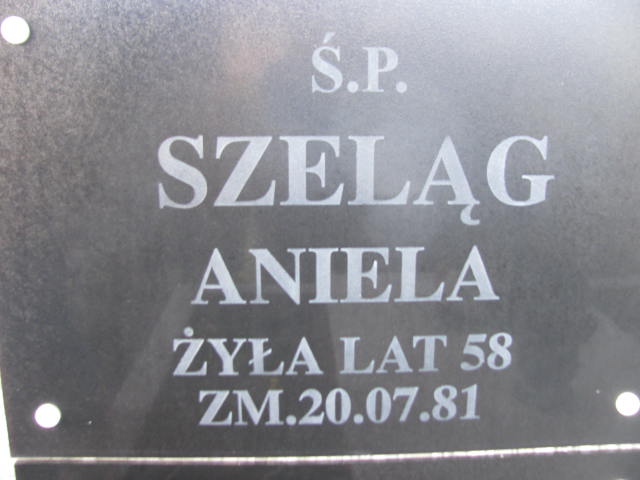 Ś.P.
SZELĄG
ANIELA
ŻYŁA LAT 58
ZM.20.07.81